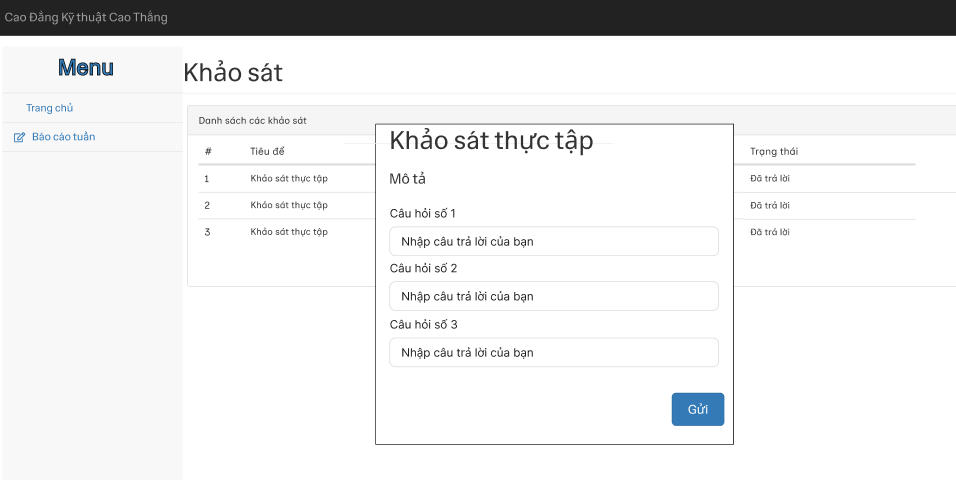 Cao Đẳng Kỹ thuật Cao Thắng
Menu
Trang chủ
Báo cáo tuần
Khảo sát
Danh sách các khảo sát
# Tiêu đề Trạng thái
1 Khảo sát thực tập Đã trả lời
2 Khảo sát thực tập Đã trả lời
3 Khảo sát thực tập Đã trả lời
Khảo sát thực tập
Mô tả
Câu hỏi số 1
Nhập câu trả lời của bạn
Câu hỏi số 2
Nhập câu trả lời của bạn
Câu hỏi số 3
Nhập câu trả lời của bạn
Gửi